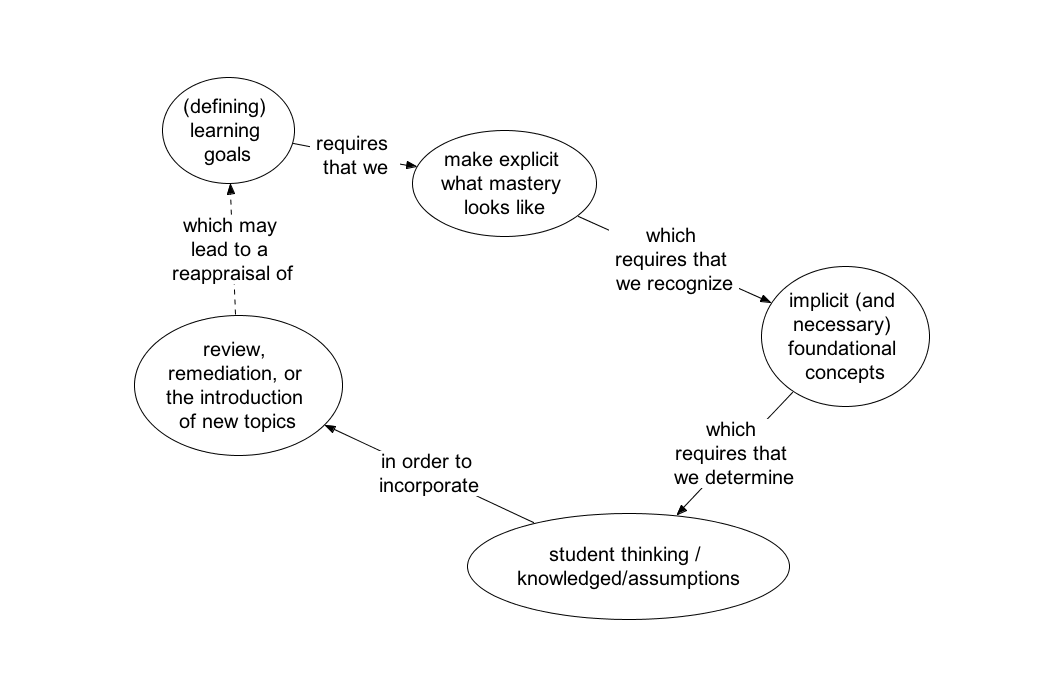 (defining)
learning
goals
requires
that we
make explicit
what mastery
looks like
which
requires that
we recognize
implicit (and
necessary)
foundational
concepts
which
requires that
we determine
student thinking /
knowledged/assumptions
in order to
incorporate
review,
remediation, or
the introduction
of new topics
which may
lead to a
reappraisal of